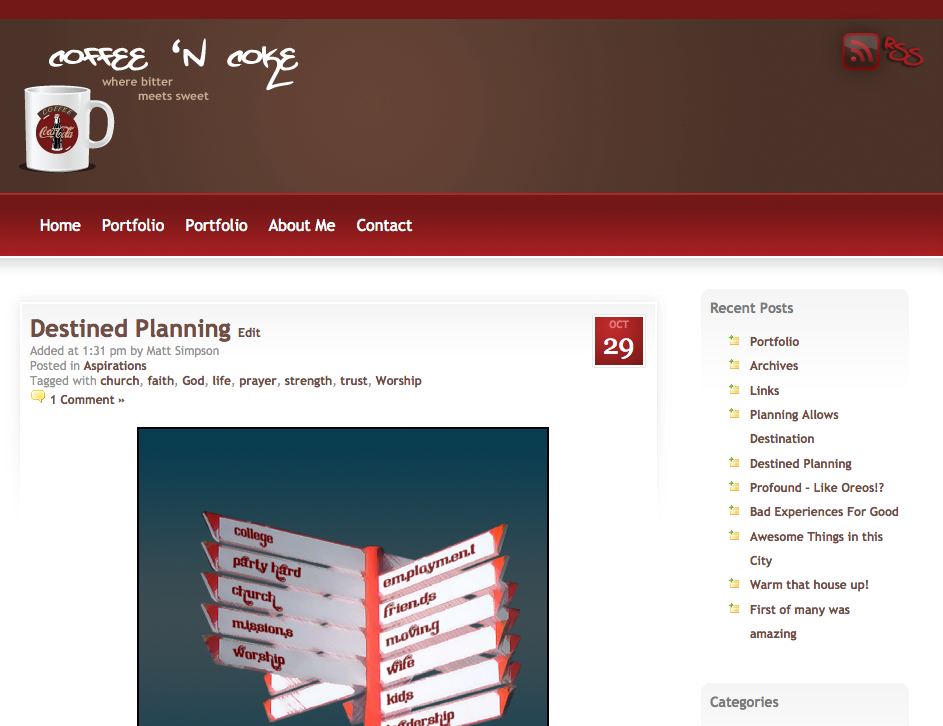 COFFEE 'N COKE
where bitter
meets sweet
RSS
COFFEE
Coca-Cola
Home Portfolio Portfolio About Me Contact
Destined Planning Edit
OCT
29
Added at 1:31 pm by Matt Simpson
Posted in Aspirations
Tagged with church, faith, God, life, prayer, strength, trust, Worship
1 Comment »
college
party hard
church
missions
worship
employment
friends
moving
wife
kids
Recent Posts
Portfolio
Archives
Links
Planning Allows
Destination
Destined Planning
Profound - Like Oreos!?
Bad Experiences For Good
Awesome Things in this
City
Warm that house up!
First of many was
amazing
Categories